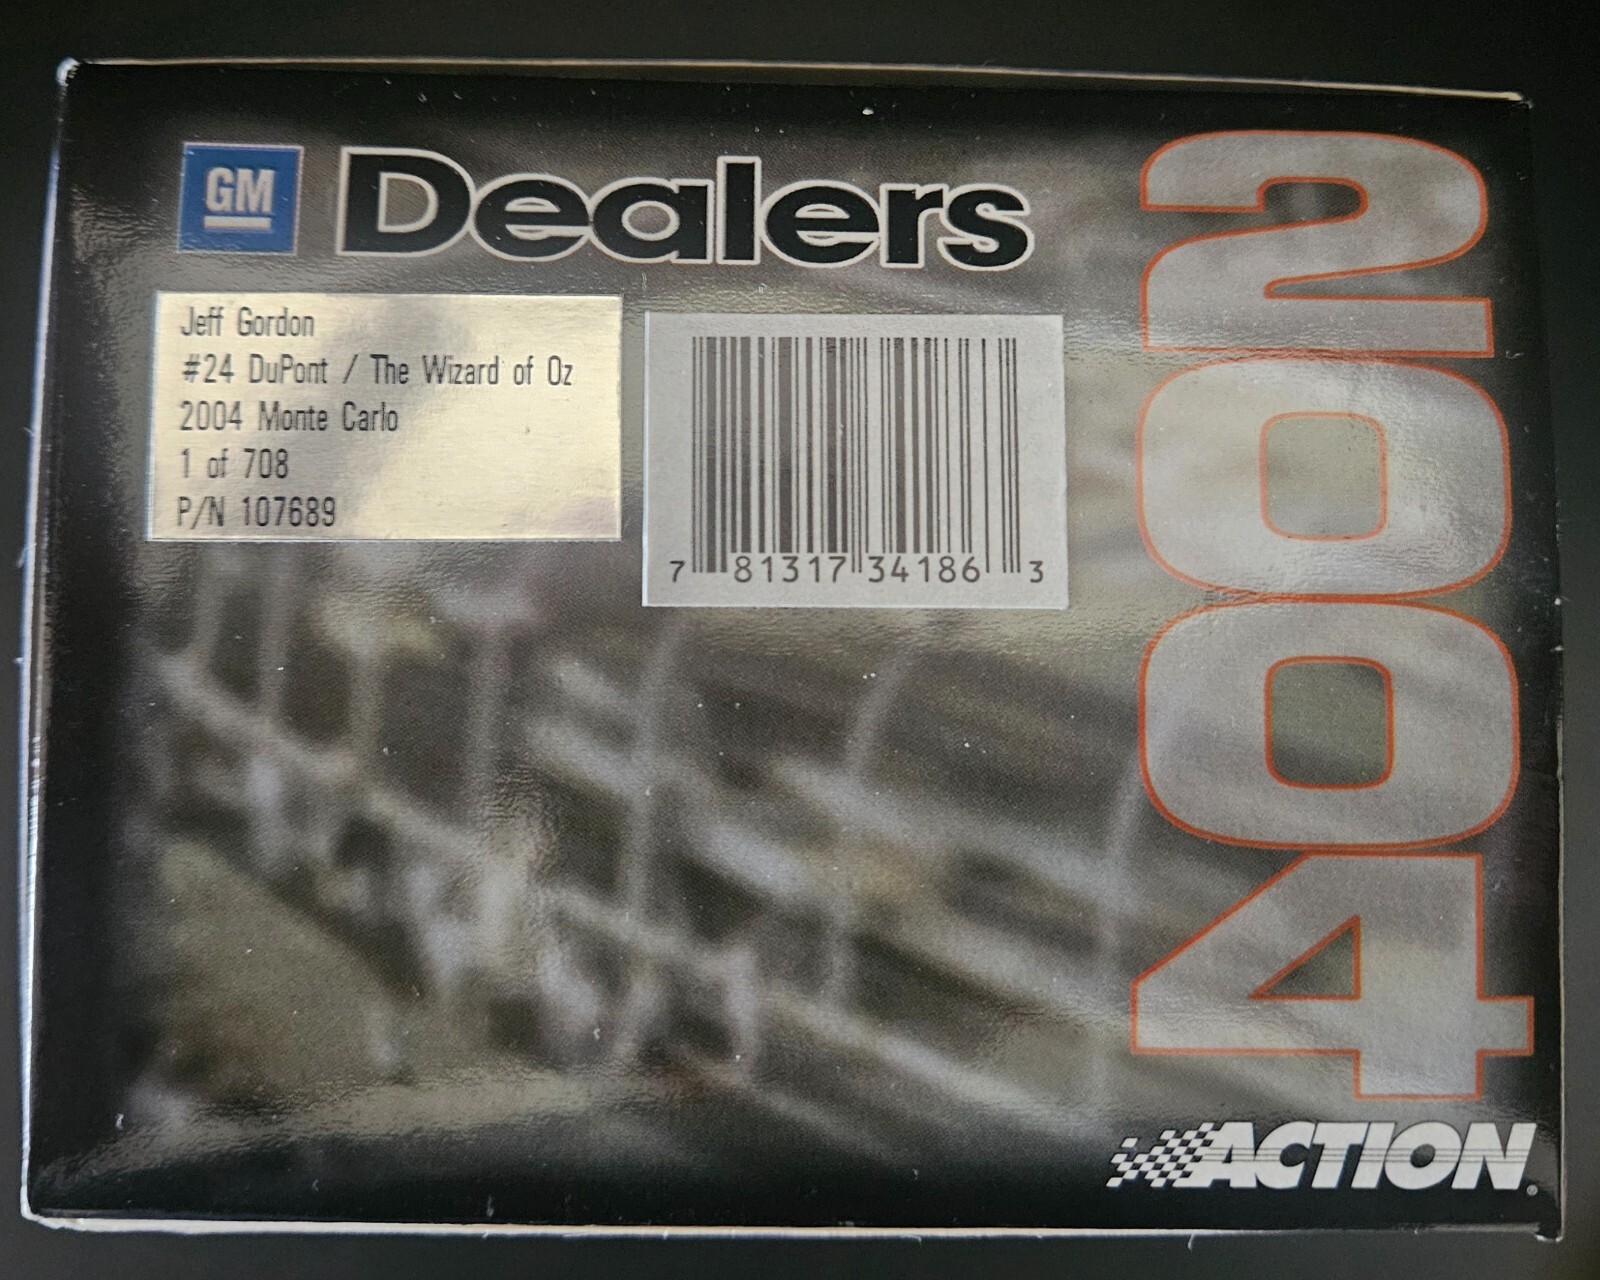 GM Dealers
2004
Jeff Gordon
#24 DuPont / The Wizard of Oz
2004 Monte Carlo
1 of 708
P/N 107689
7 81317 34186 3
ACTION.